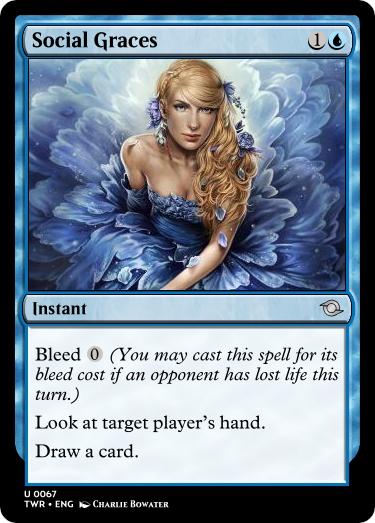 Social Graces 1
Instant
Bleed 0 (You may cast this spell for its
bleed cost if an opponent has lost life this
turn.)
Look at target player's hand.
Draw a card.
U 0067
TWR • ENG Charlie Bowater